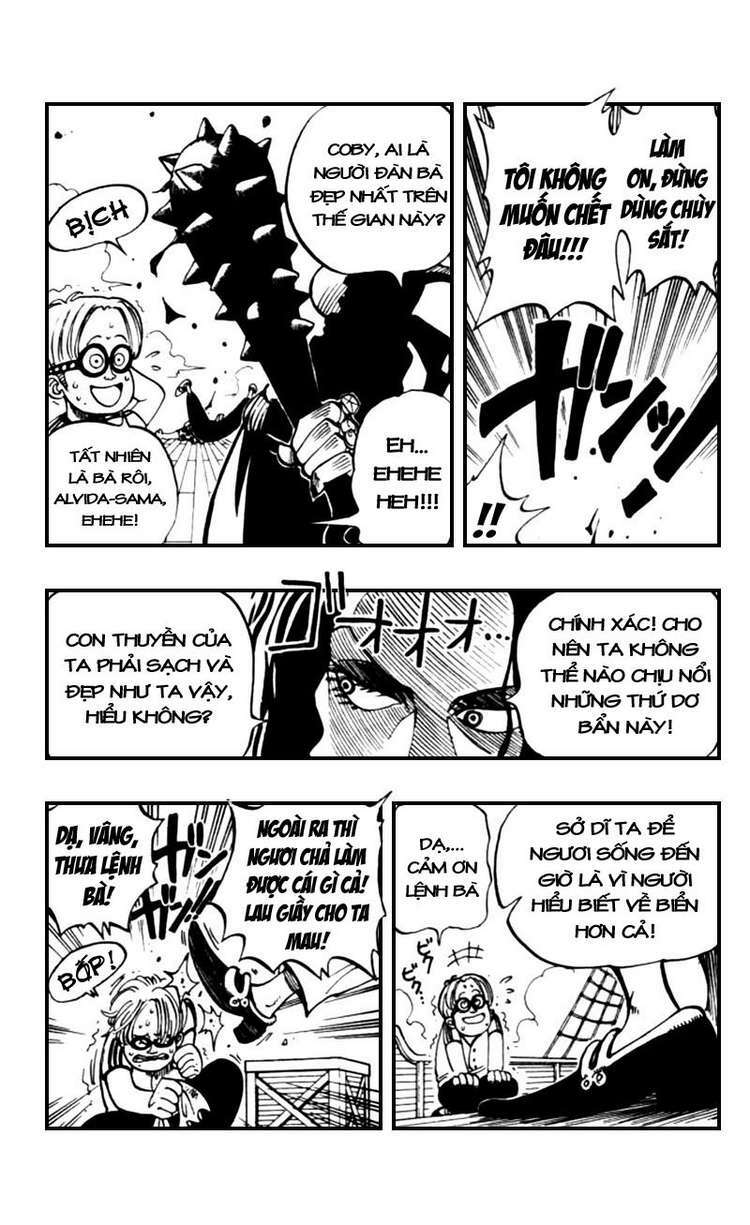 LÀM
ƠN, ĐỪNG
DÙNG CHÙY
SẮT!
TÔI KHÔNG
MUỐN CHẾT
ĐÂU!!!
ガンッ
!!
COBY, AI LÀ
NGƯỜI ĐÀN BÀ
ĐẸP NHẤT TRÊN
THẾ GIAN NÀY?
BỊCH
EH...
EHEHE
HEH!!!
TẤT NHIÊN
LÀ BÀ RỒI,
ALVIDA-SAMA,
EHEHE!
CHÍNH XÁC! CHO
NÊN TA KHÔNG
THỂ NÀO CHỊU NỔI
NHỮNG THỨ DƠ
BẨN NÀY!
ゴオオオ...
CON THUYỀN CỦA
TA PHẢI SẠCH VÀ
ĐẸP NHƯ TA VẬY,
HIỂU KHÔNG?
SỞ DĨ TA ĐỂ
NGƯƠI SỐNG ĐẾN
GIỜ LÀ VÌ NGƯỜI
HIỂU BIẾT VỀ BIỂN
HƠN CẢ!
DẠ,...
CẢM ƠN
LỆNH BÀ
ビクビク
NGOÀI RA THÌ
NGƯƠI CHẢ LÀM
ĐƯỢC CÁI GÌ CẢ!
LAU GIẦY CHO TA
MAU!
ガンッ
DẠ, VÂNG,
THƯA LỆNH
BÀ!
BỐP!